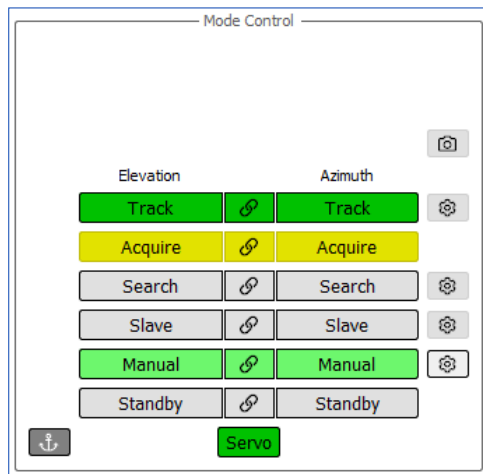 Mode Control
Elevation Azimuth
Track Track
Acquire Acquire
Search Search
Slave Slave
Manual Manual
Standby Standby
Servo